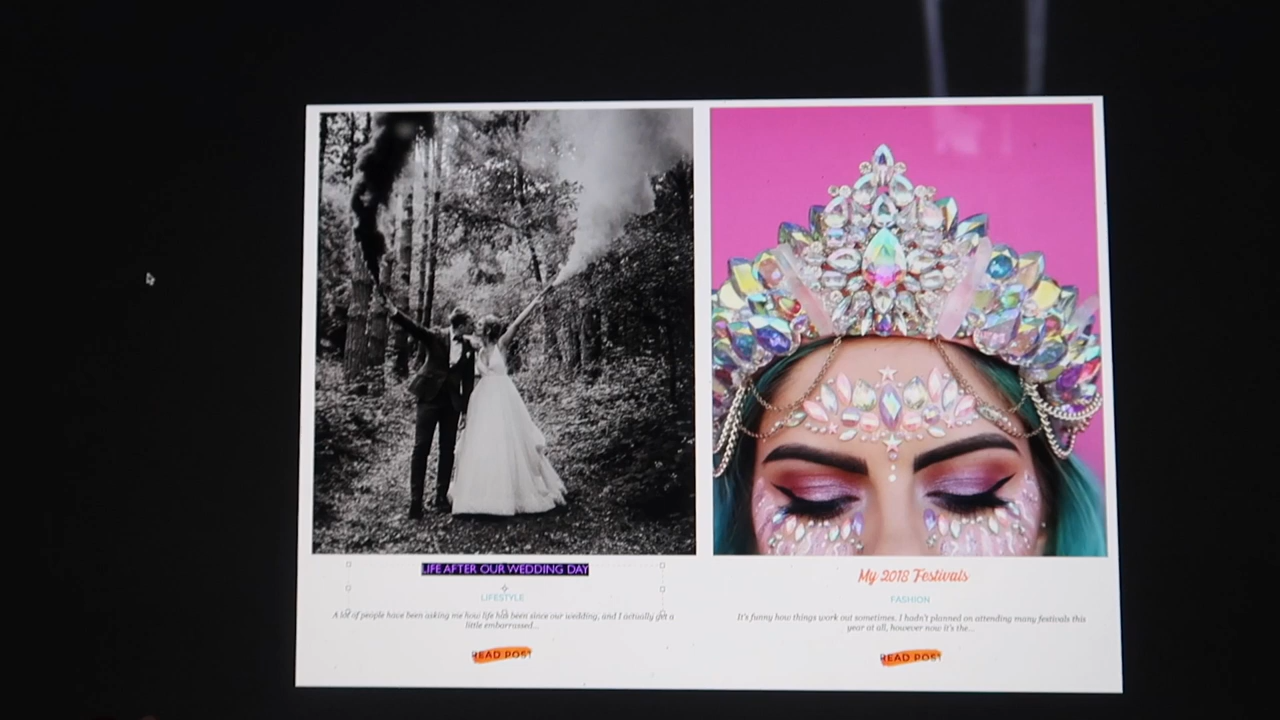 LIFE AFTER OUR WEDDING DAY
LIFESTYLE
A lot of people have been asking me how life has been since our wedding, and I actually get a
little embarrassed...
READ POST
My 2018 Festivals
FASHION
It's funny how things work out sometimes. I hadn't planned on attending many festivals this
year at all, however now it's the...
READ POST